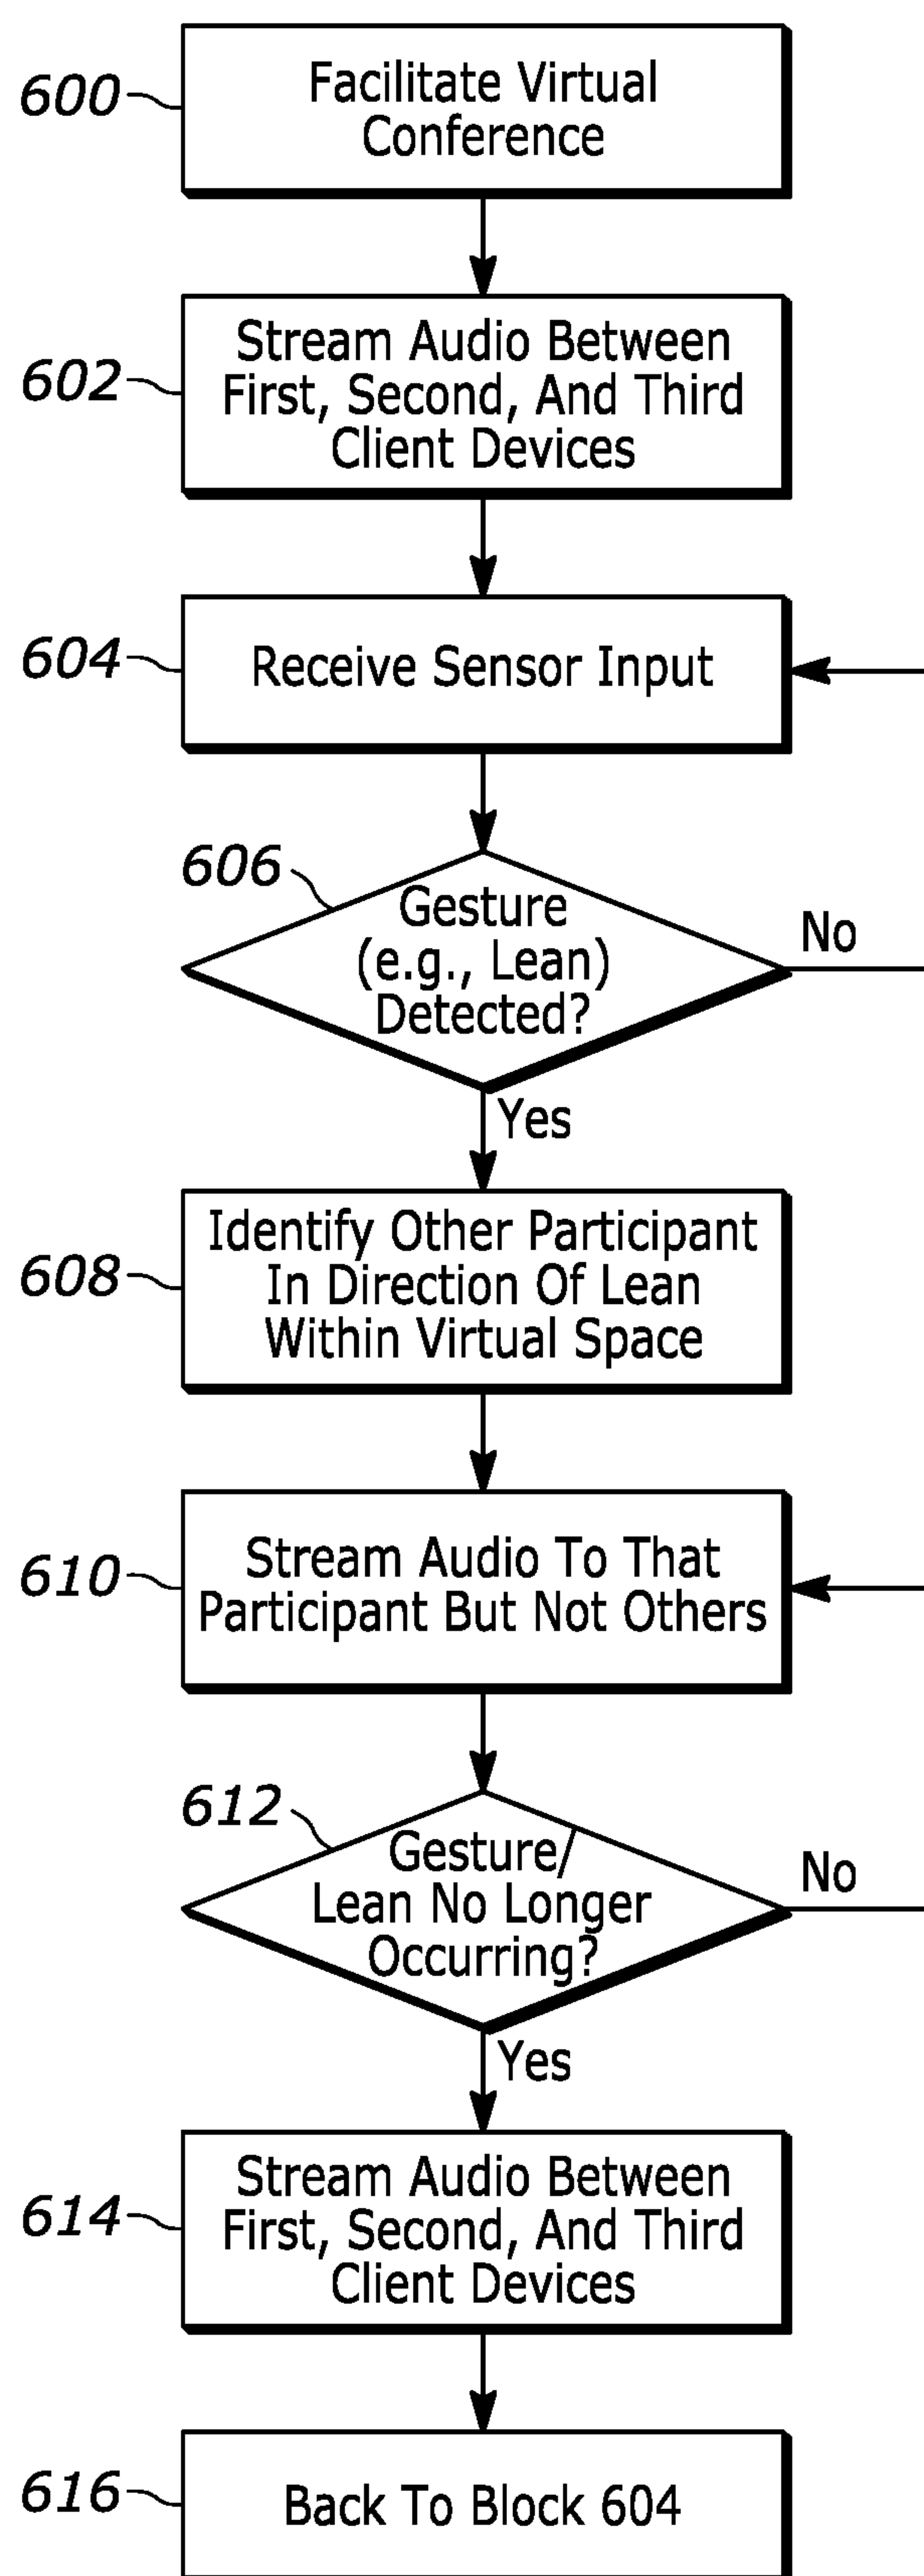 600
Facilitate Virtual
Conference
602
Stream Audio Between
First, Second, And Third
Client Devices
604
Receive Sensor Input
606
Gesture
(e.g., Lean)
Detected?
No
Yes
608
Identify Other Participant
In Direction Of Lean
Within Virtual Space
610
Stream Audio To That
Participant But Not Others
612
Gesture/
Lean No Longer
Occurring?
No
Yes
614
Stream Audio Between
First, Second, And Third
Client Devices
616
Back To Block 604